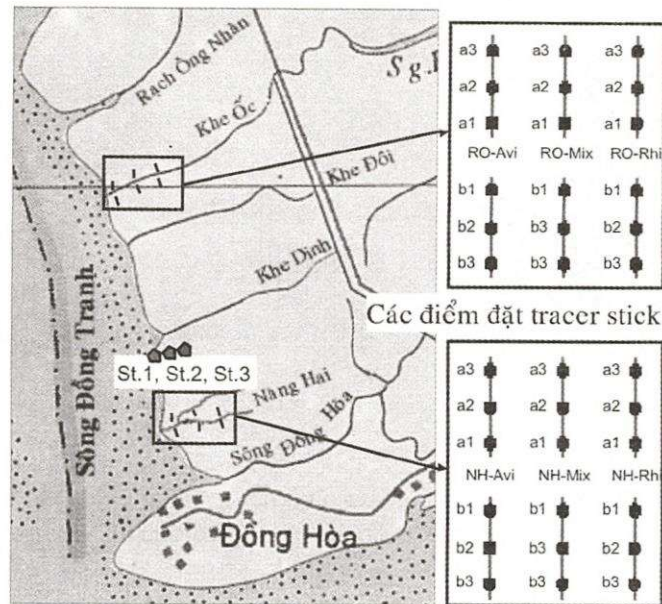 Rạch Ông Nhàn
Khe Ốc
Khe Đôi
Khe Dinh
Sông Đồng Tranh
St.1, St.2, St.3
Nàng Hai
Sông Đồng Hòa
Đồng Hòa
a3 a3 a3
a2 a2 a2
a1 a1 a1
RO-Avi RO-Mix RO-Rhi
b1 b1 b1
b2 b3 b2
b3 b3 b3
Các điểm đặt tracer stick
a3 a3 a3
a2 a2 a2
a1 a1 a1
NH-Avi NH-Mix NH-Rhi
b1 b1 b1
b2 b3 b2
b3 b3 b3